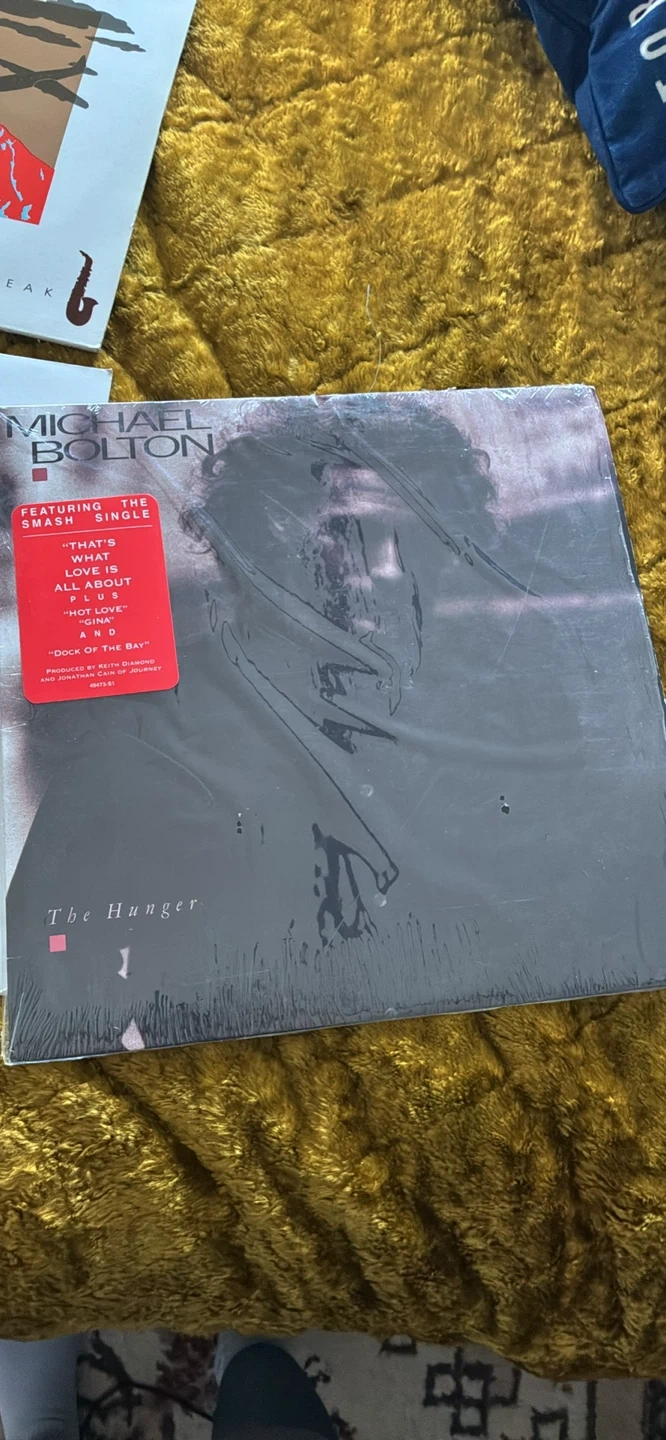 EAK
MICHAEL
BOLTON
FEATURING THE
SMASH SINGLE
"THAT'S
WHAT
LOVE IS
ALL ABOUT
PLUS
"HOT LOVE"
"GINA"
AND
"DOCK OF THE BAY"
PRODUCED BY KEITH DIAMOND
AND JONATHAN CAIN OF JOURNEY
The Hunger